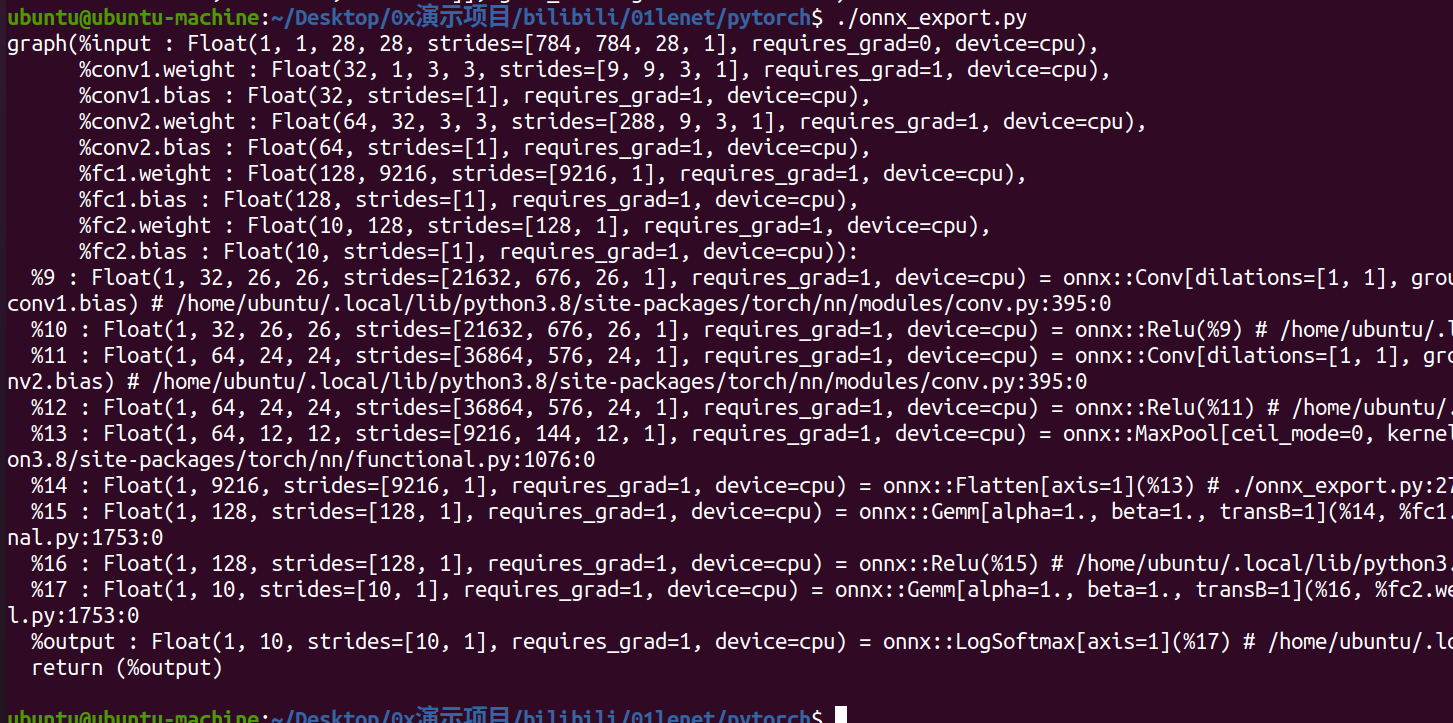 ubuntu@ubuntu-machine:~/Desktop/0x演示项目/bilibili/01lenet/pytorch$ ./onnx_export.py
graph(%input : Float(1, 1, 28, 28, strides=[784, 784, 28, 1], requires_grad=0, device=cpu),
%conv1.weight : Float(32, 1, 3, 3, strides=[9, 9, 3, 1], requires_grad=1, device=cpu),
%conv1.bias : Float(32, strides=[1], requires_grad=1, device=cpu),
%conv2.weight : Float(64, 32, 3, 3, strides=[288, 9, 3, 1], requires_grad=1, device=cpu),
%conv2.bias : Float(64, strides=[1], requires_grad=1, device=cpu),
%fc1.weight : Float(128, 9216, strides=[9216, 1], requires_grad=1, device=cpu),
%fc1.bias : Float(128, strides=[1], requires_grad=1, device=cpu),
%fc2.weight : Float(10, 128, strides=[128, 1], requires_grad=1, device=cpu),
%fc2.bias : Float(10, strides=[1], requires_grad=1, device=cpu)):
%9 : Float(1, 32, 26, 26, strides=[21632, 676, 26, 1], requires_grad=1, device=cpu) = onnx::Conv[dilations=[1, 1], grou
conv1.bias) # /home/ubuntu/.local/lib/python3.8/site-packages/torch/nn/modules/conv.py:395:0
%10 : Float(1, 32, 26, 26, strides=[21632, 676, 26, 1], requires_grad=1, device=cpu) = onnx::Relu(%9) # /home/ubuntu/.l
%11 : Float(1, 64, 24, 24, strides=[36864, 576, 24, 1], requires_grad=1, device=cpu) = onnx::Conv[dilations=[1, 1], gro
nv2.bias) # /home/ubuntu/.local/lib/python3.8/site-packages/torch/nn/modules/conv.py:395:0
%12 : Float(1, 64, 24, 24, strides=[36864, 576, 24, 1], requires_grad=1, device=cpu) = onnx::Relu(%11) # /home/ubuntu/.
%13 : Float(1, 64, 12, 12, strides=[9216, 144, 12, 1], requires_grad=1, device=cpu) = onnx::MaxPool[ceil_mode=0, kernel
on3.8/site-packages/torch/nn/functional.py:1076:0
%14 : Float(1, 9216, strides=[9216, 1], requires_grad=1, device=cpu) = onnx::Flatten[axis=1](%13) # ./onnx_export.py:27
%15 : Float(1, 128, strides=[128, 1], requires_grad=1, device=cpu) = onnx::Gemm[alpha=1., beta=1., transB=1](%14, %fc1.
nal.py:1753:0
%16 : Float(1, 128, strides=[128, 1], requires_grad=1, device=cpu) = onnx::Relu(%15) # /home/ubuntu/.local/lib/python3.
%17 : Float(1, 10, strides=[10, 1], requires_grad=1, device=cpu) = onnx::Gemm[alpha=1., beta=1., transB=1](%16, %fc2.we
l.py:1753:0
%output : Float(1, 10, strides=[10, 1], requires_grad=1, device=cpu) = onnx::LogSoftmax[axis=1](%17) # /home/ubuntu/.lo
return (%output)
ubuntu@ubuntu-machine:~/Desktop/0x演示项目/bilibili/01lenet/pytorch$